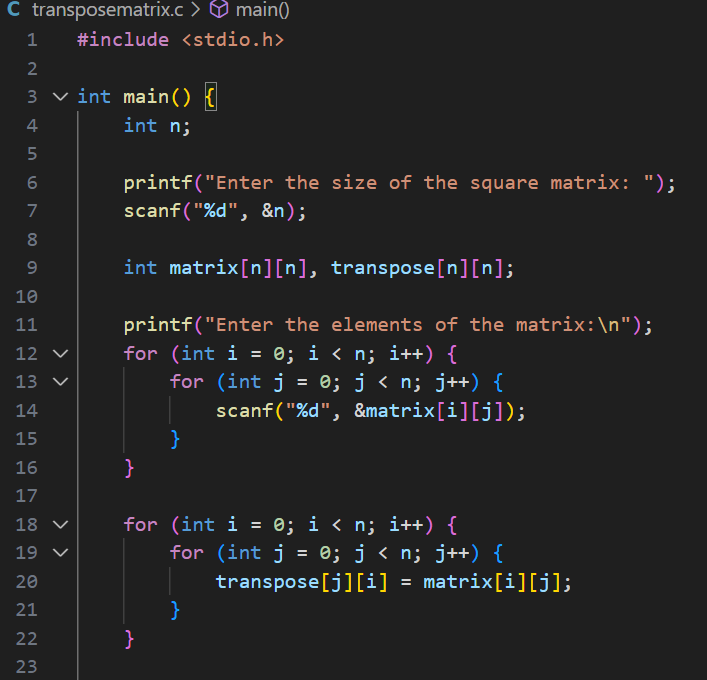 C transposematrix.c > main()
1 #include <stdio.h>
2
3 int main() {
4     int n;
5
6     printf("Enter the size of the square matrix: ");
7     scanf("%d", &n);
8
9     int matrix[n][n], transpose[n][n];
10
11     printf("Enter the elements of the matrix:\n");
12     for (int i = 0; i < n; i++) {
13         for (int j = 0; j < n; j++) {
14             scanf("%d", &matrix[i][j]);
15         }
16     }
17
18     for (int i = 0; i < n; i++) {
19         for (int j = 0; j < n; j++) {
20             transpose[j][i] = matrix[i][j];
21         }
22     }
23